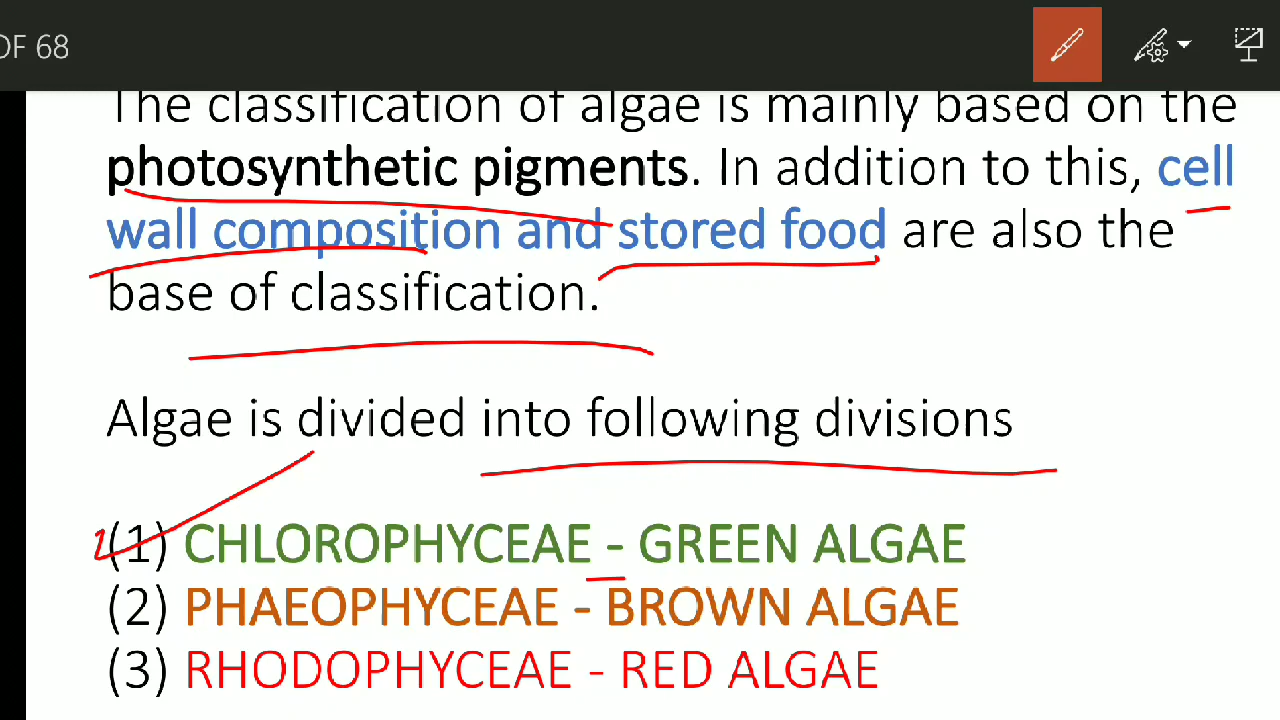 DF 68
The classification of algae is mainly based on the
photosynthetic pigments. In addition to this, cell
wall composition and stored food are also the
base of classification.
Algae is divided into following divisions
(1) CHLOROPHYCEAE - GREEN ALGAE
(2) PHAEOPHYCEAE - BROWN ALGAE
(3) RHODOPHYCEAE - RED ALGAE